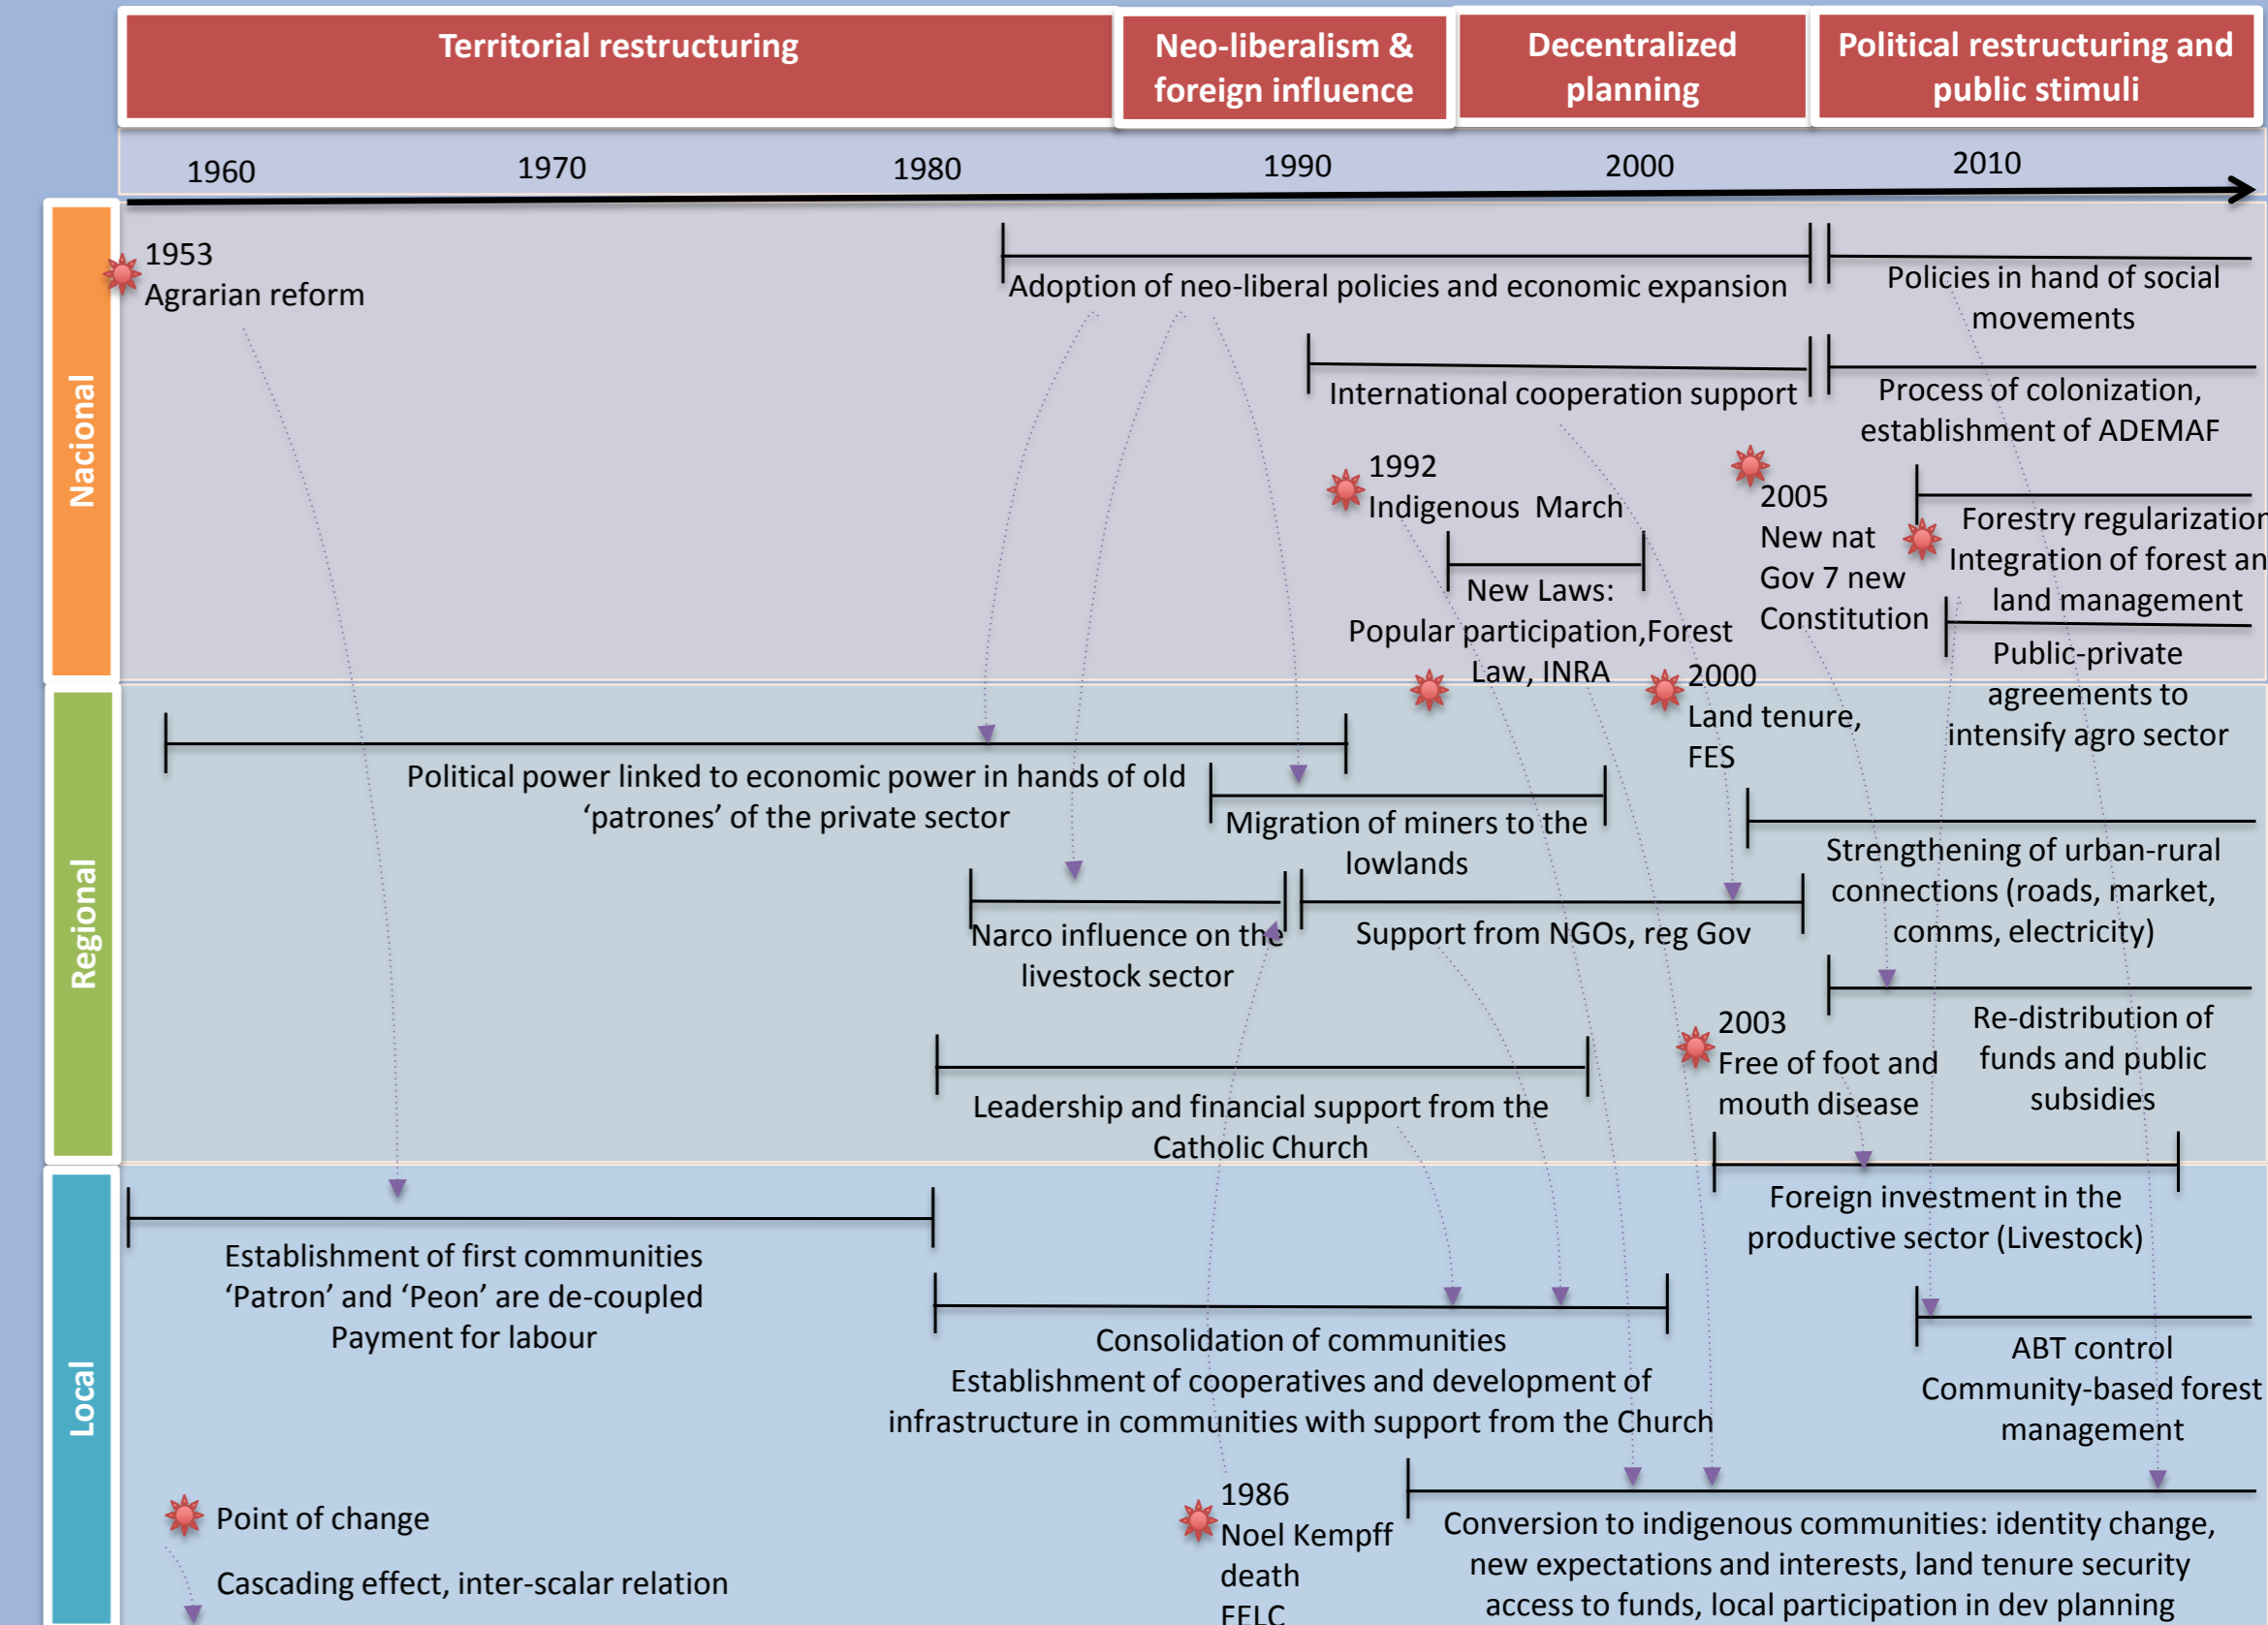 Territorial restructuring
Neo-liberalism &
foreign influence
Decentralized
planning
Political restructuring and
public stimuli
1960
1970
1980
1990
2000
2010
Nacional
1953
Agrarian reform
Adoption of neo-liberal policies and economic expansion
Policies in hand of social
movements
International cooperation support
Process of colonization,
establishment of ADEMAF
1992
Indigenous March
2005
New nat
Gov 7 new
Constitution
Forestry regularization
Integration of forest an
land management
New Laws:
Popular participation,Forest
Law, INRA
Public-private
agreements to
intensify agro sector
Regional
2000
Land tenure,
FES
Political power linked to economic power in hands of old
‘patrones’ of the private sector
Migration of miners to the
lowlands
Strengthening of urban-rural
connections (roads, market,
comms, electricity)
Narco influence on the
livestock sector
Support from NGOs, reg Gov
Re-distribution of
funds and public
subsidies
2003
Free of foot and
mouth disease
Leadership and financial support from the
Catholic Church
Foreign investment in the
productive sector (Livestock)
Local
Establishment of first communities
‘Patron’ and ‘Peon’ are de-coupled
Payment for labour
Consolidation of communities
Establishment of cooperatives and development of
infrastructure in communities with support from the Church
ABT control
Community-based forest
management
1986
Noel Kempff
death
FELC
Conversion to indigenous communities: identity change,
new expectations and interests, land tenure security
access to funds, local participation in dev planning
Point of change
Cascading effect, inter-scalar relation